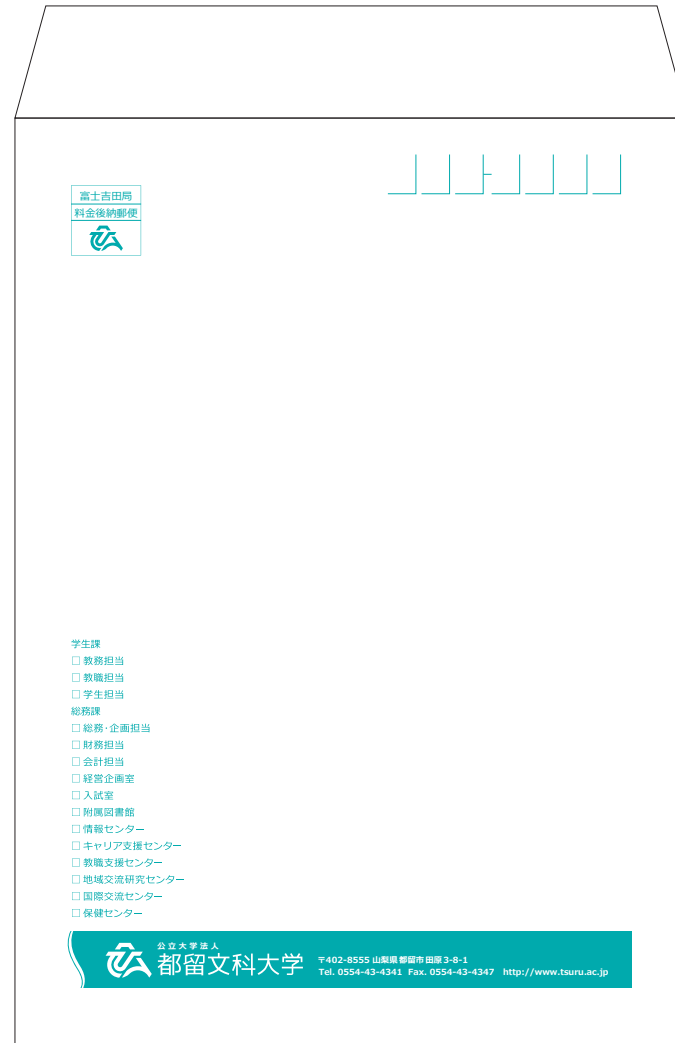 富士吉田局
料金後納郵便
学生課
□ 教務担当
□ 教職担当
□ 学生担当
総務課
□ 総務・企画担当
□ 財務担当
□ 会計担当
□ 経営企画室
□ 入試室
□ 附属図書館
□ 情報センター
□ キャリア支援センター
□ 教職支援センター
□ 地域交流研究センター
□ 国際交流センター
□ 保健センター
公立大学法人
都留文科大学
〒402-8555 山梨県都留市田原3-8-1
Tel. 0554-43-4341 Fax. 0554-43-4347 http://www.tsuru.ac.jp